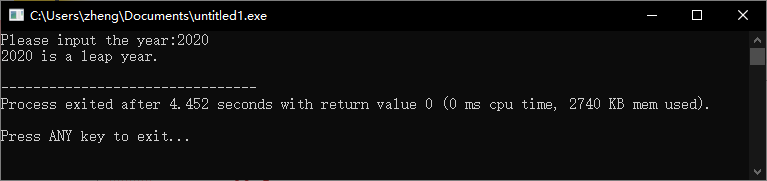 C:\Users\zheng\Documents\untitled1.exe
Please input the year:2020
2020 is a leap year.
--------------------------------
Process exited after 4.452 seconds with return value 0 (0 ms cpu time, 2740 KB mem used).
Press ANY key to exit...